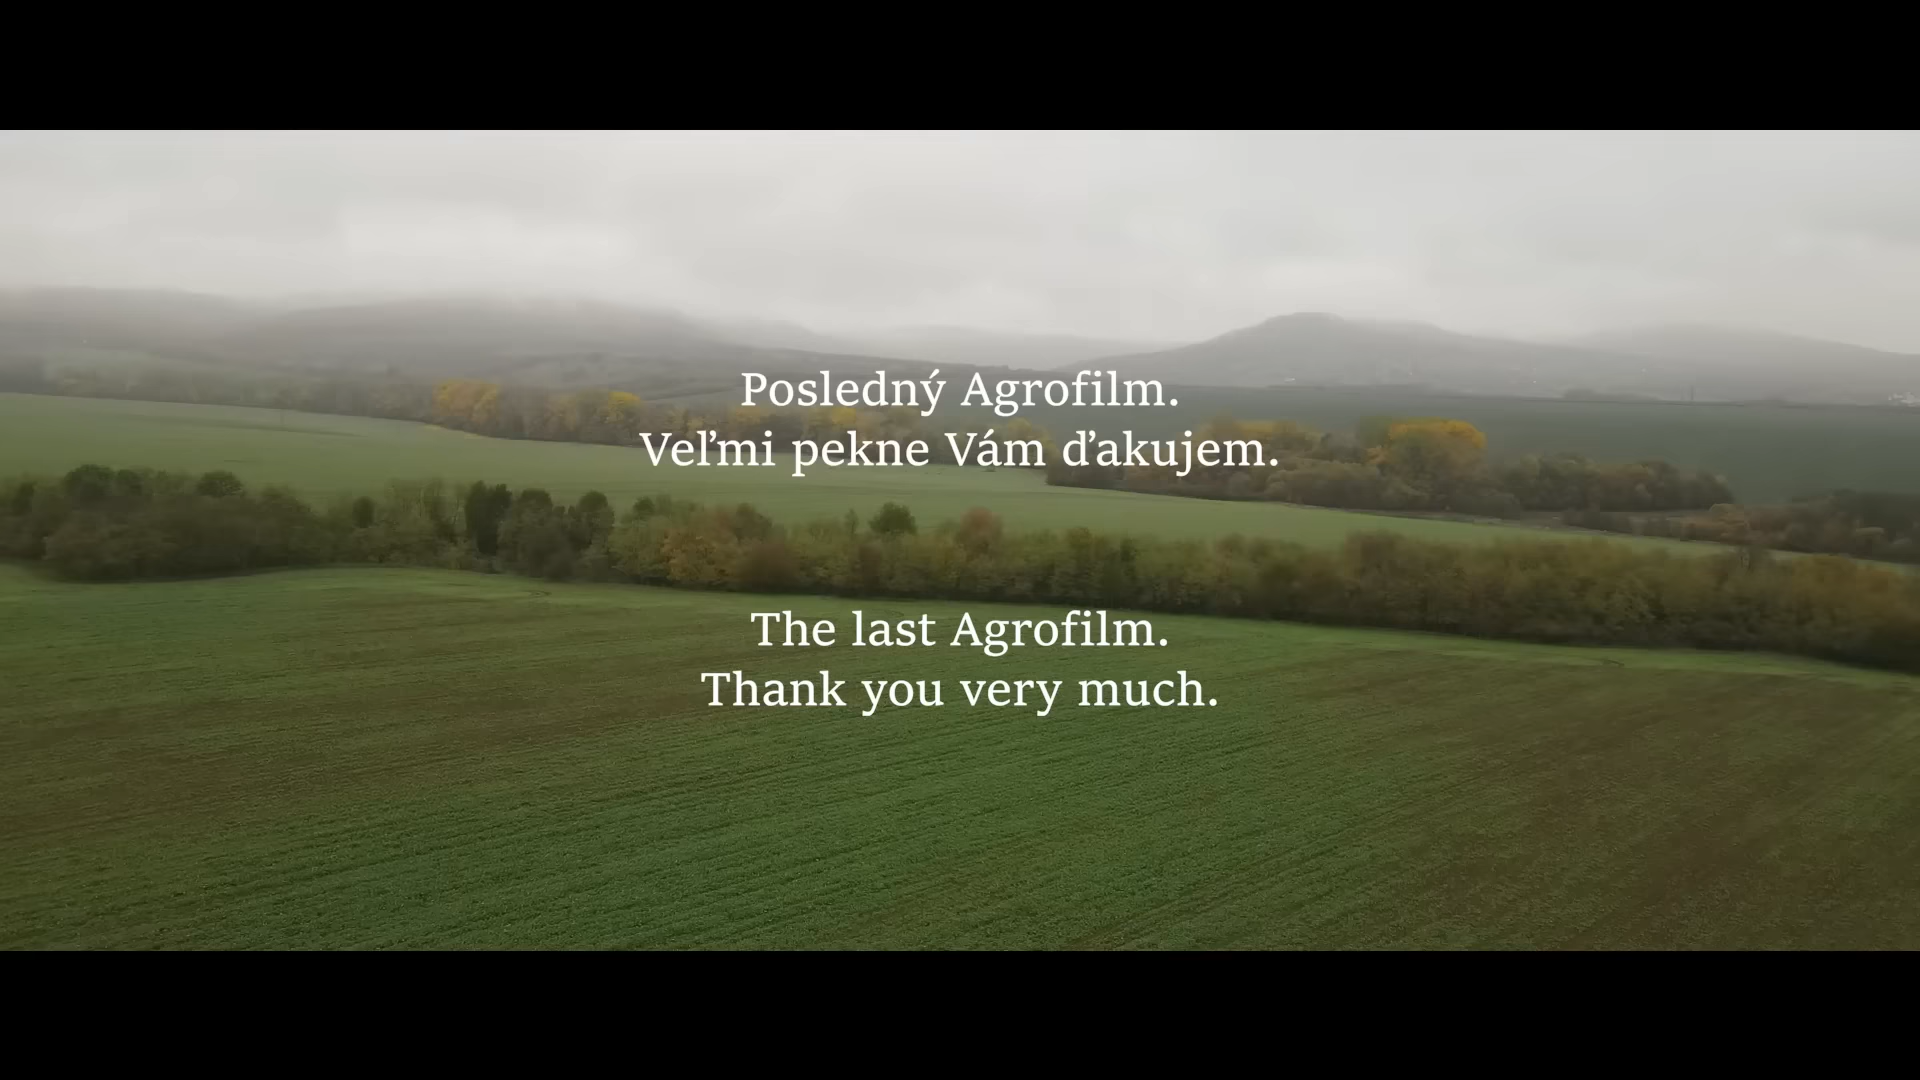 Posledný Agrofilm.
Veľmi pekne Vám ďakujem.
The last Agrofilm.
Thank you very much.